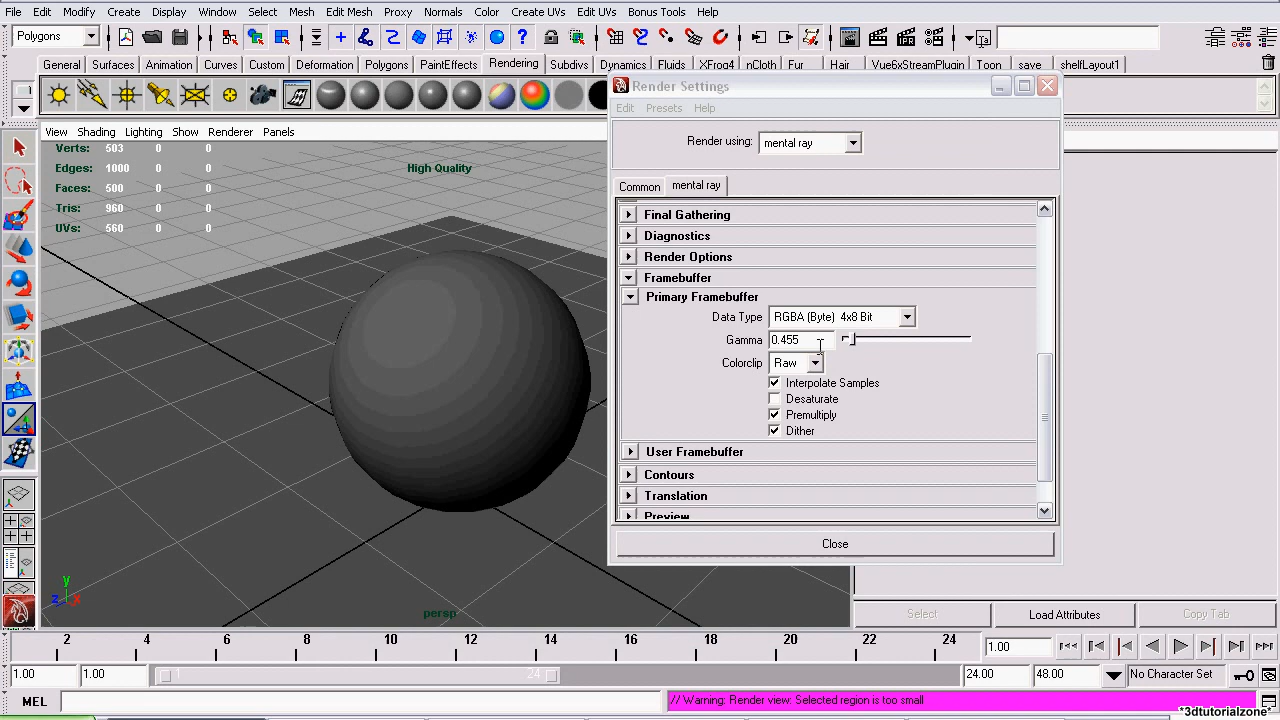 File Edit Modify Create Display Window Select Mesh Edit Mesh Proxy Normals Color Create UVs Edit UVs Bonus Tools Help
Polygons
General Surfaces Animation Curves Custom Deformation Polygons PaintEffects Rendering Subdivs Dynamics Fluids XFrog4 nCloth Fur Hair Vue6xStreamPlugin Toon save_ shelfLayout1
View Shading Lighting Show Renderer Panels
Verts: 503 0 0
Edges: 1000 0 0
Faces: 500 0 0
Tris: 960 0 0
UVs: 560 0 0
High Quality
Render Settings
Edit Presets Help
Render using: mental ray
Common mental ray
Final Gathering
Diagnostics
Render Options
Framebuffer
Primary Framebuffer
Data Type RGBA (Byte) 4x8 Bit
Gamma 0.455
Colorclip Raw
Interpolate Samples
Desaturate
Premultiply
Dither
User Framebuffer
Contours
Translation
Preview
Close
y
z x
persp
Select Load Attributes Copy Tab
2 4 6 8 10 12 14 16 18 20 22 24 1.00
1.00 1.00 1 24 24.00 48.00 No Character Set
MEL // Warning: Render view: Selected region is too small
*3dtutorialzone*